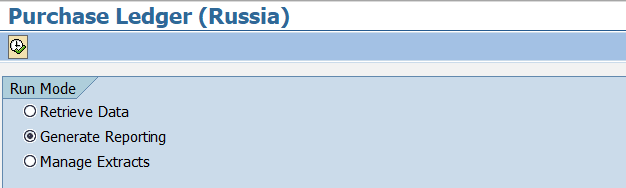 Purchase Ledger (Russia)
Run Mode
Retrieve Data
Generate Reporting
Manage Extracts